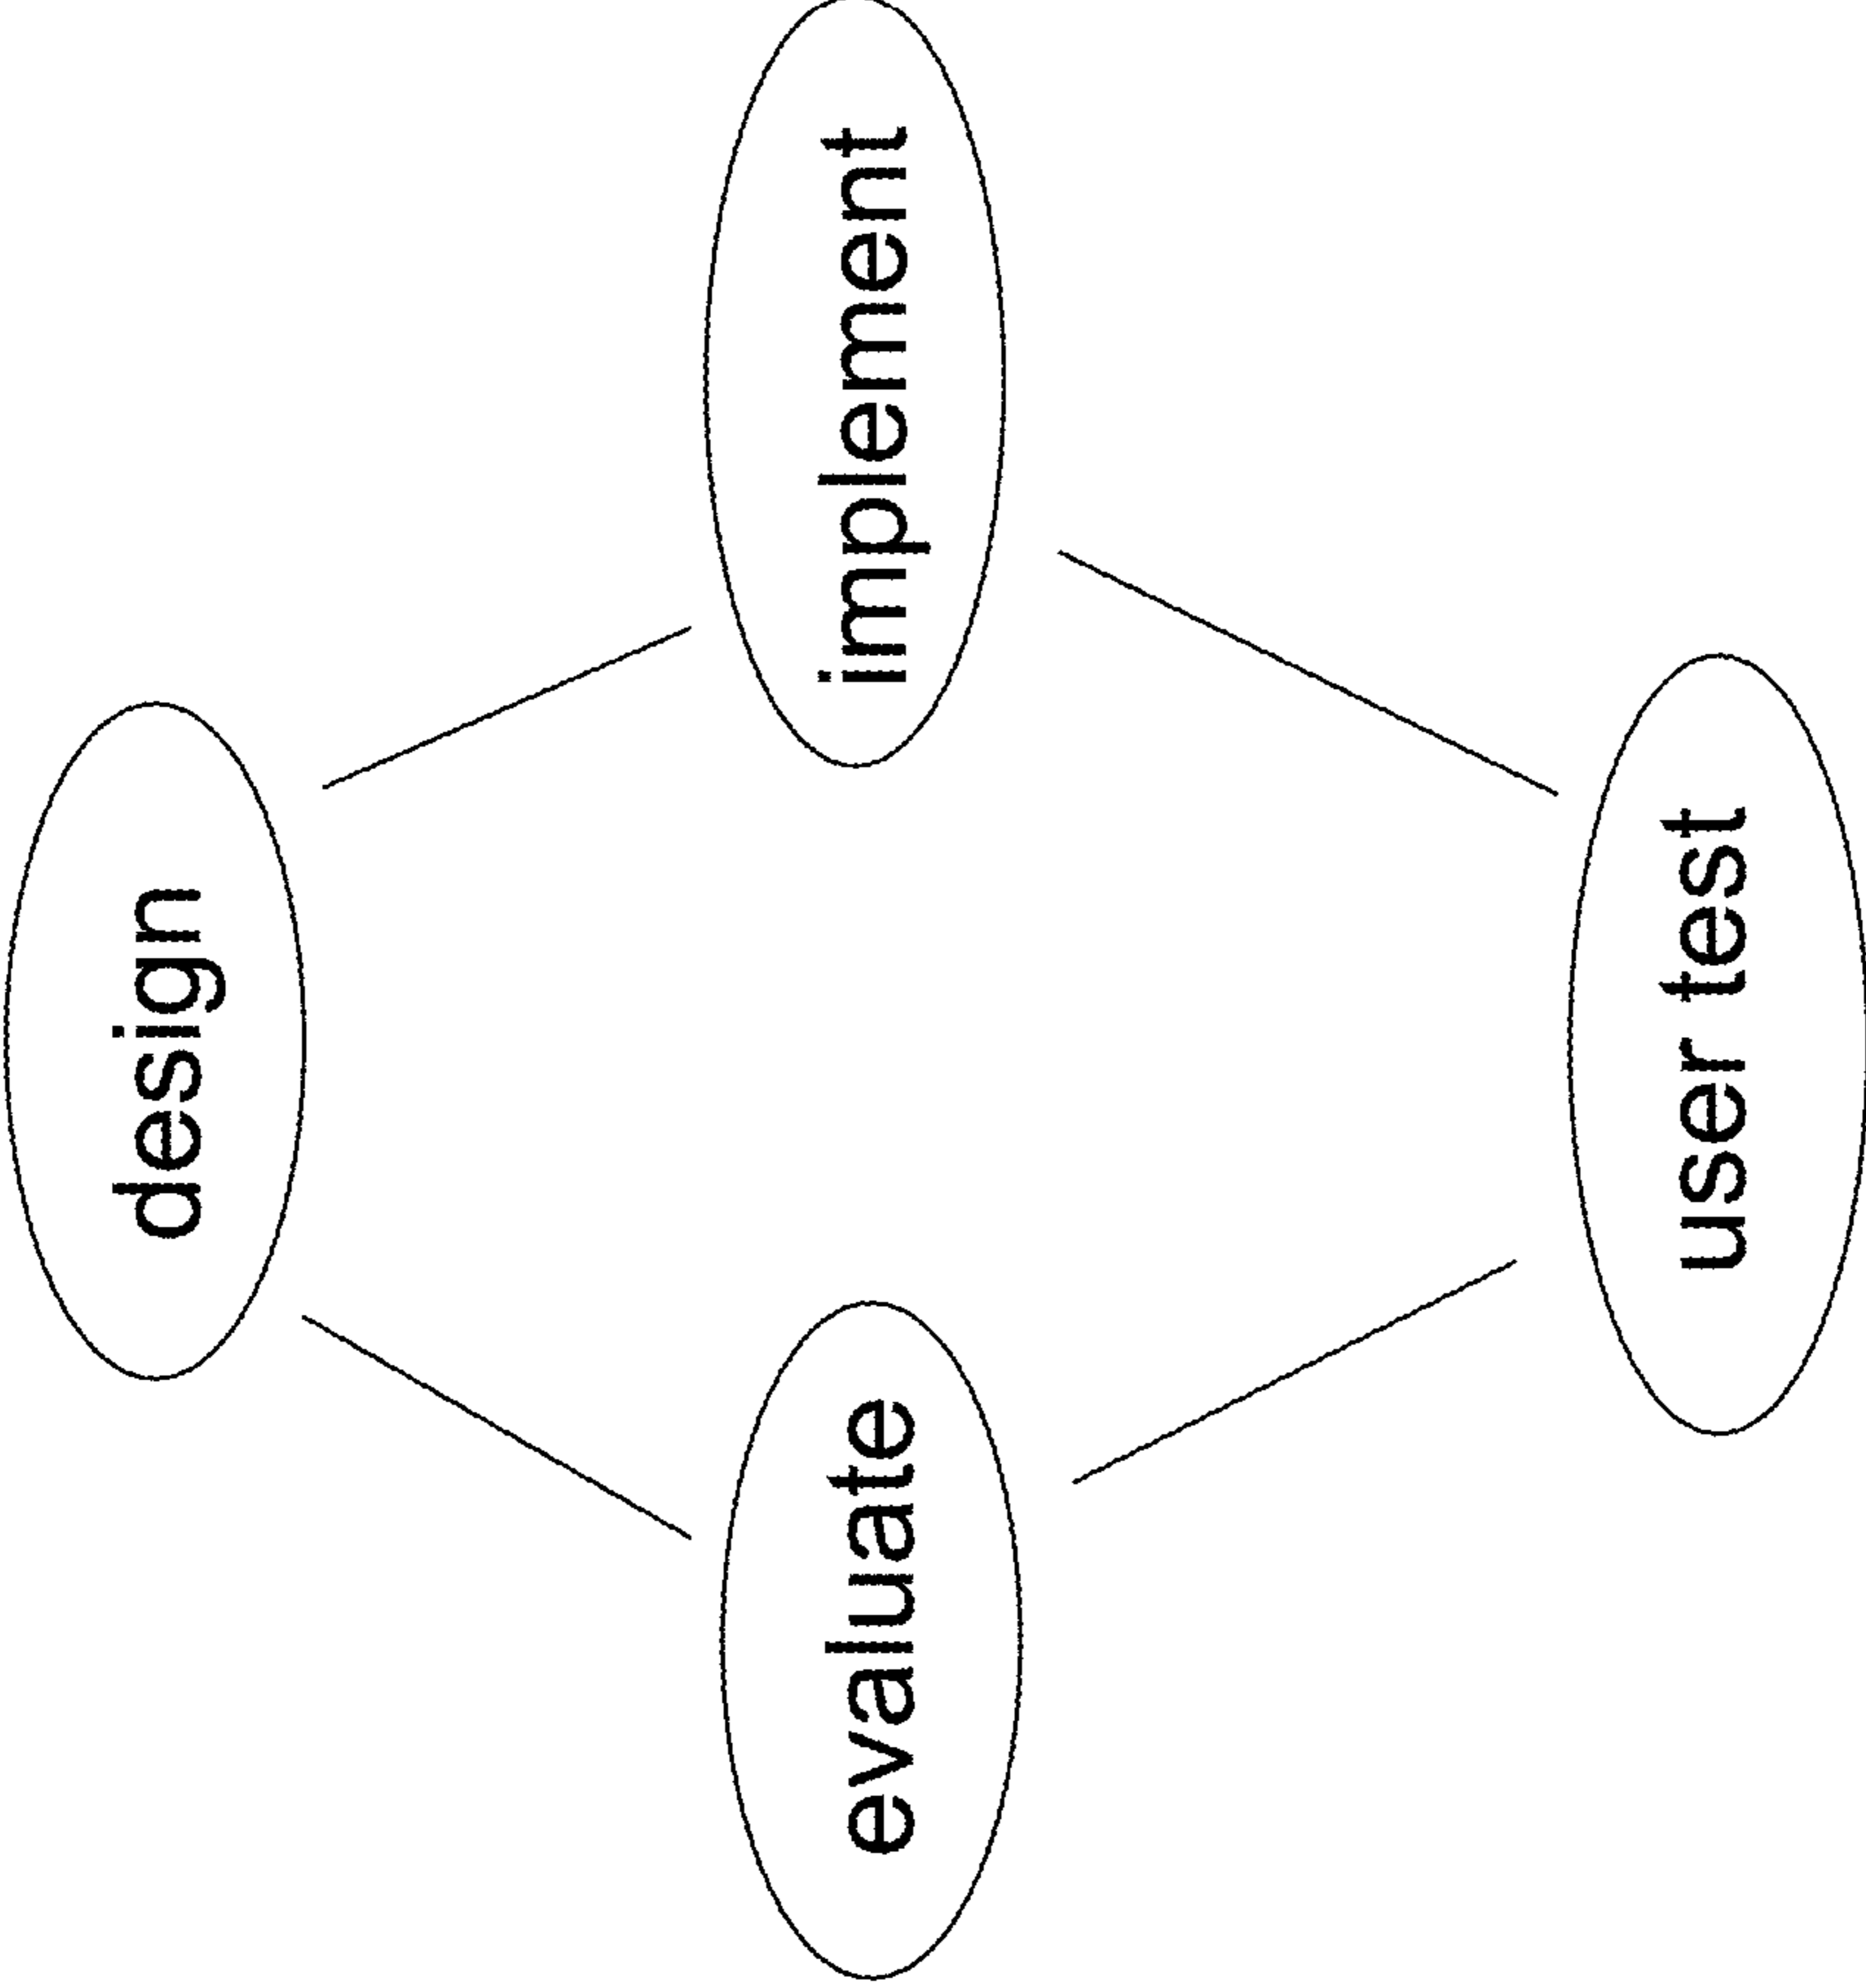 design
implement
evaluate
user test